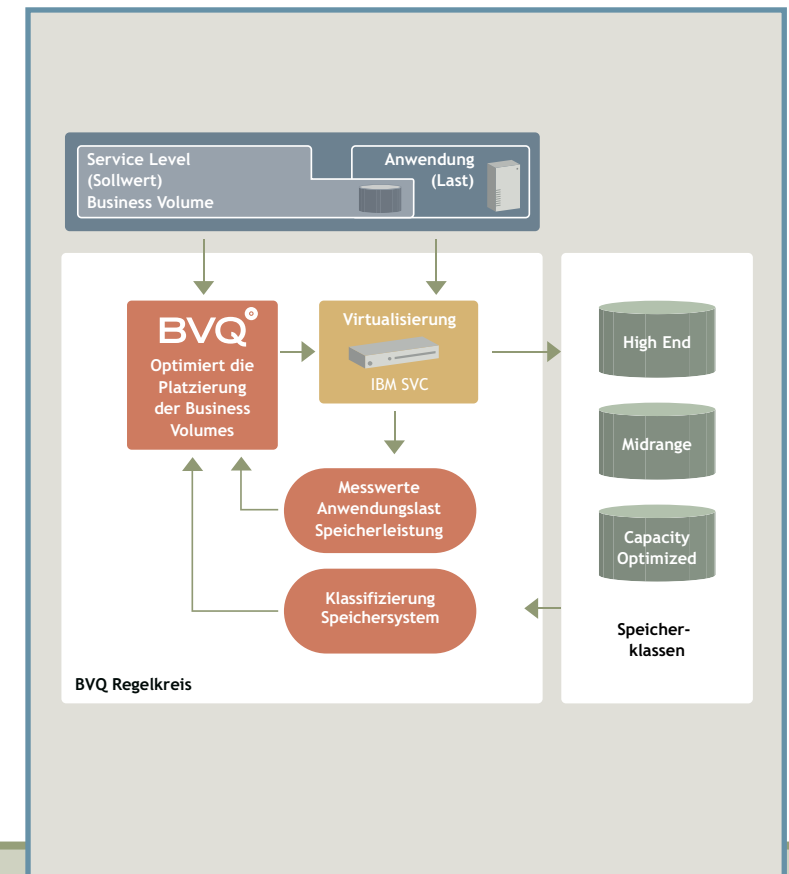 Service Level
(Sollwert)
Business Volume
Anwendung
(Last)
BVQ
Optimiert die
Platzierung
der Business
Volumes
Virtualisierung
IBM SVC
High End
Midrange
Capacity
Optimized
Messwerte
Anwendungslast
Speicherleistung
Klassifizierung
Speichersystem
Speicher-
klassen
BVQ Regelkreis